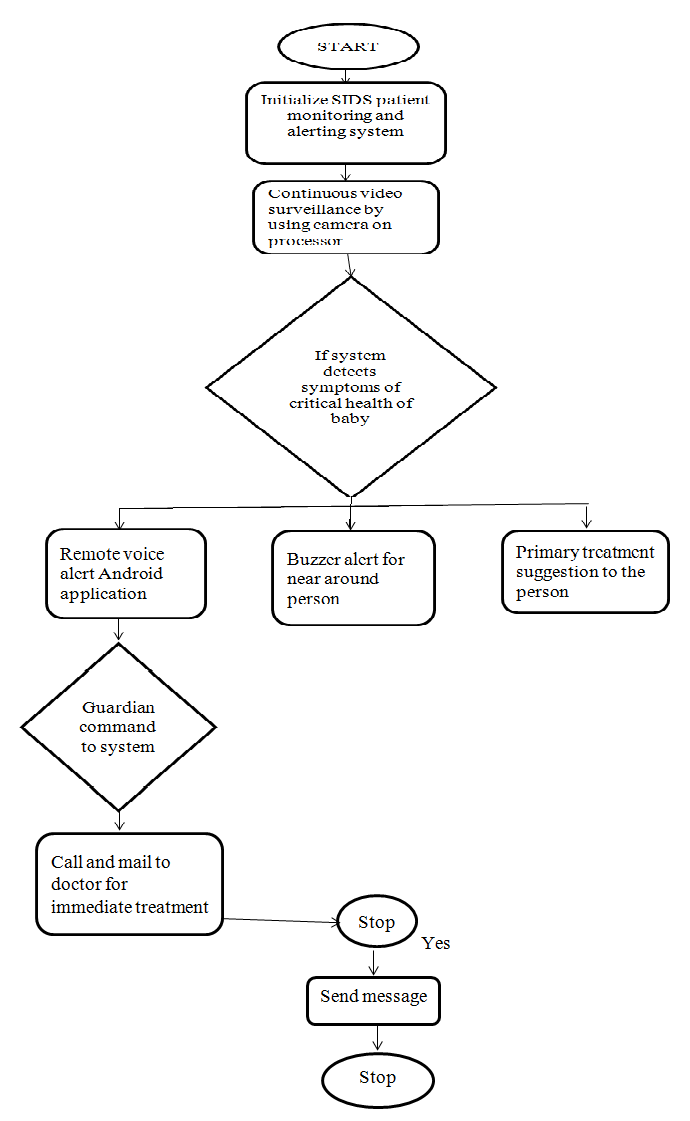 START
Initialize SIDS patient
monitoring and
alerting system
Continuous video
surveillance by
using camera on
processor
If system
detects
symptoms of
critical health of
baby
Remote voice
alert Android
application
Buzzer alert for
near around
person
Primary treatment
suggestion to the
person
Guardian
command
to system
Call and mail to
doctor for
immediate treatment
Stop
Yes
Send message
Stop